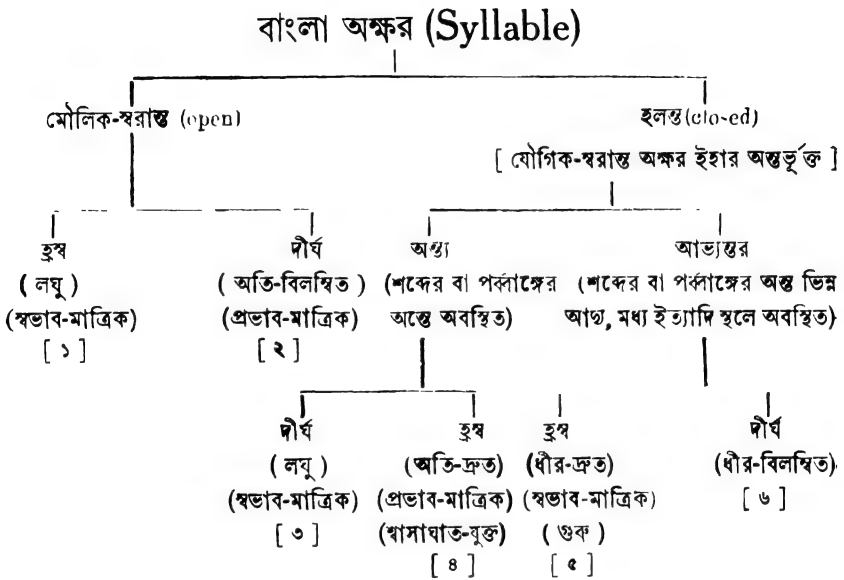 বাংলা অক্ষর (Syllable)
মৌলিক-স্বরান্ত (open) হলন্ত (clo-ed)
[ যৌগিক-স্বরান্ত অক্ষর ইহার অন্তর্ভূক্ত ]
হ্রস্ব দীর্ঘ অন্ত্য আভ্যন্তর
( লঘু ) ( অতি-বিলম্বিত ) (শব্দের বা পর্ব্বাঙ্গের (শব্দের বা পর্ব্বাঙ্গের অন্ত ভিন্ন
(স্বভাব-মাত্রিক) (প্রভাব-মাত্রিক) অন্তে অবস্থিত) আদ্য, মধ্য ইত্যাদি স্থলে অবস্থিত)
[ ১ ] [ ২ ]
দীর্ঘ হ্রস্ব হ্রস্ব দীর্ঘ
( লঘু ) (অতি-দ্রুত) (ধীর-দ্রুত) (ধীর-বিলম্বিত)
(স্বভাব-মাত্রিক) (প্রভাব-মাত্রিক) (স্বভাব-মাত্রিক) [ ৬ ]
[ ৩ ] (শ্বাসাঘাত-যুক্ত) ( গুরু )
[ ৪ ] [ ৫ ]